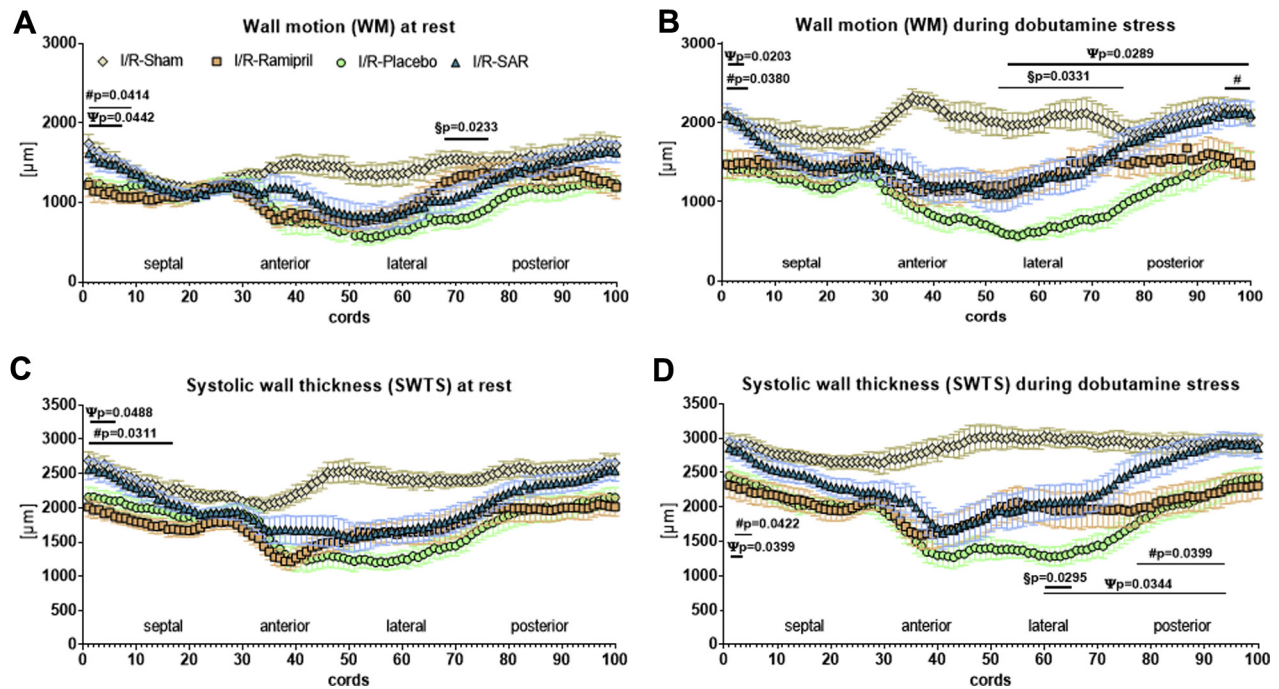 A
Wall motion (WM) at rest
3000
2000
1000
0
[µm]
I/R-Sham I/R-Ramipril I/R-Placebo I/R-SAR
#p=0.0414
Ψp=0.0442
§p=0.0233
septal anterior lateral posterior
0 10 20 30 40 50 60 70 80 90 100
cords
B
Wall motion (WM) during dobutamine stress
3000
2000
1000
0
[µm]
Ψp=0.0203
#p=0.0380
Ψp=0.0289
§p=0.0331
#
septal anterior lateral posterior
0 10 20 30 40 50 60 70 80 90 100
cords
C
Systolic wall thickness (SWTS) at rest
3500
3000
2500
2000
1500
1000
500
0
[µm]
Ψp=0.0488
#p=0.0311
septal anterior lateral posterior
0 10 20 30 40 50 60 70 80 90 100
cords
D
Systolic wall thickness (SWTS) during dobutamine stress
3500
3000
2500
2000
1500
1000
500
0
[µm]
#p=0.0422
Ψp=0.0399
#p=0.0399
§p=0.0295
Ψp=0.0344
septal anterior lateral posterior
0 10 20 30 40 50 60 70 80 90 100
cords